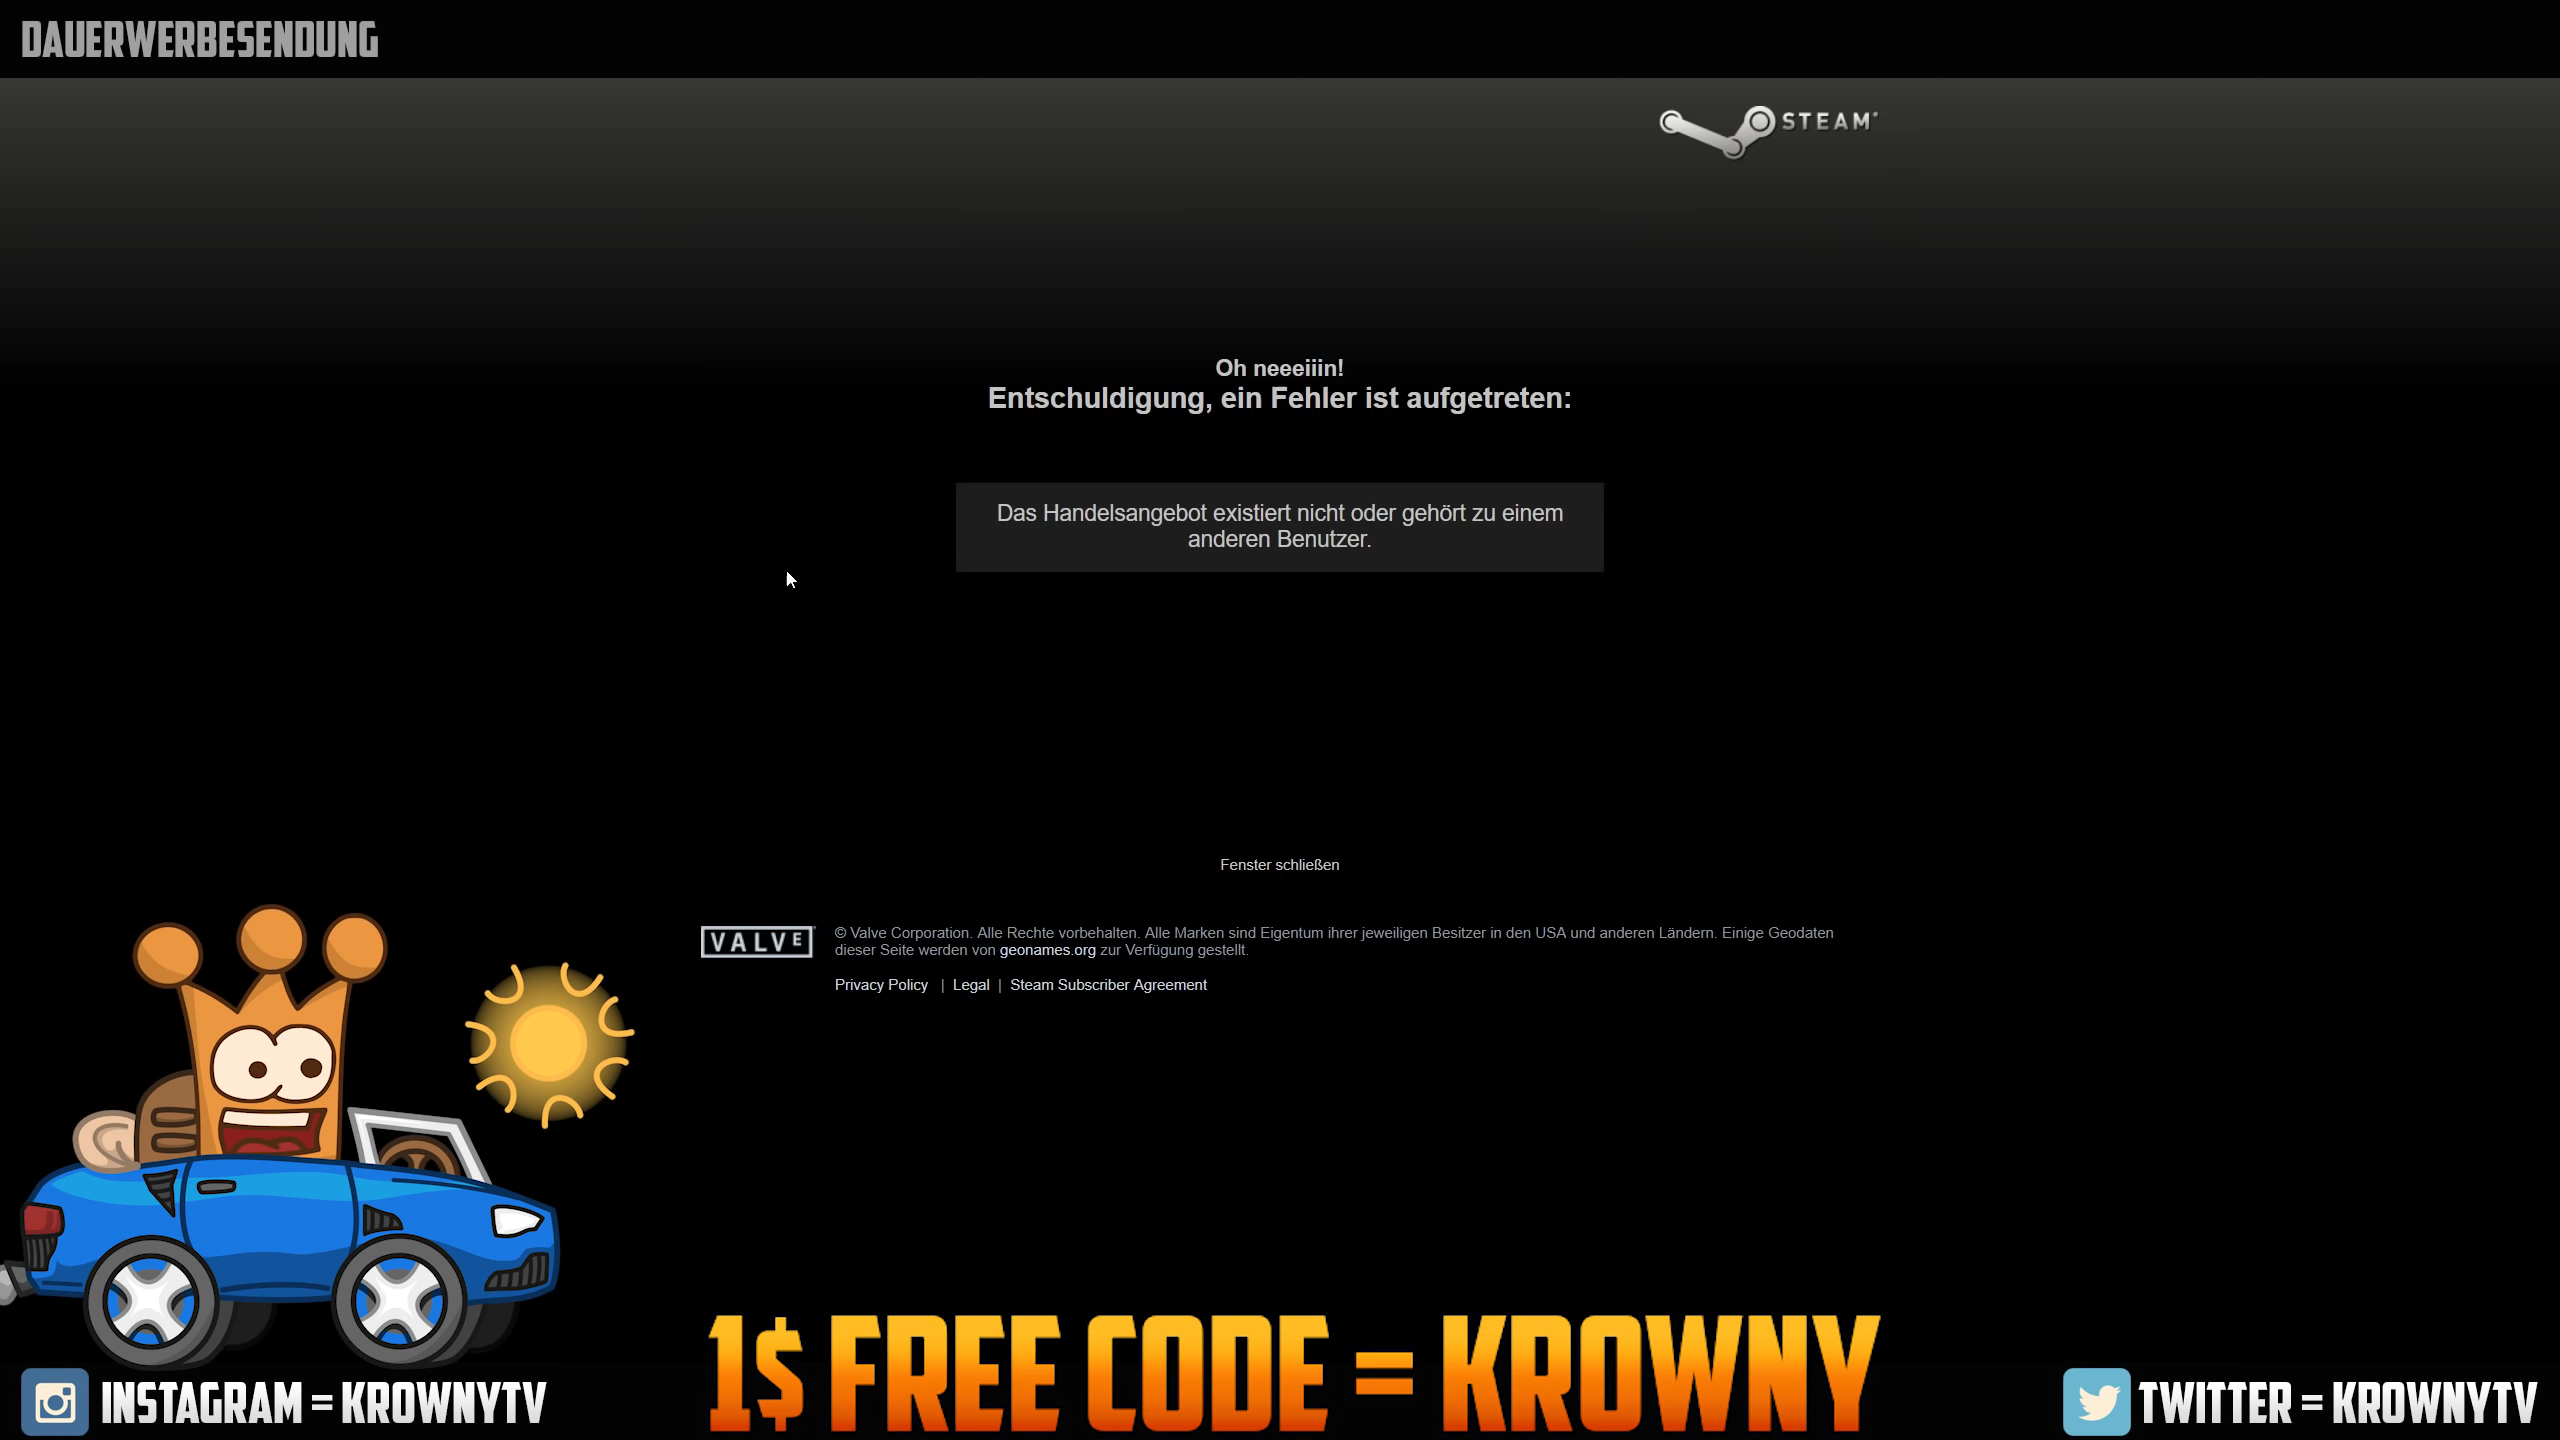 DAUERWERBESENDUNG
STEAM
Oh neeeiiin!
Entschuldigung, ein Fehler ist aufgetreten:
Das Handelsangebot existiert nicht oder gehört zu einem
anderen Benutzer.
Fenster schließen
VALVE
© Valve Corporation. Alle Rechte vorbehalten. Alle Marken sind Eigentum ihrer jeweiligen Besitzer in den USA und anderen Ländern. Einige Geodaten
dieser Seite werden von geonames.org zur Verfügung gestellt.
Privacy Policy | Legal | Steam Subscriber Agreement
INSTAGRAM = KROWNYTV
1$ FREE CODE = KROWNY
TWITTER = KROWNYTV